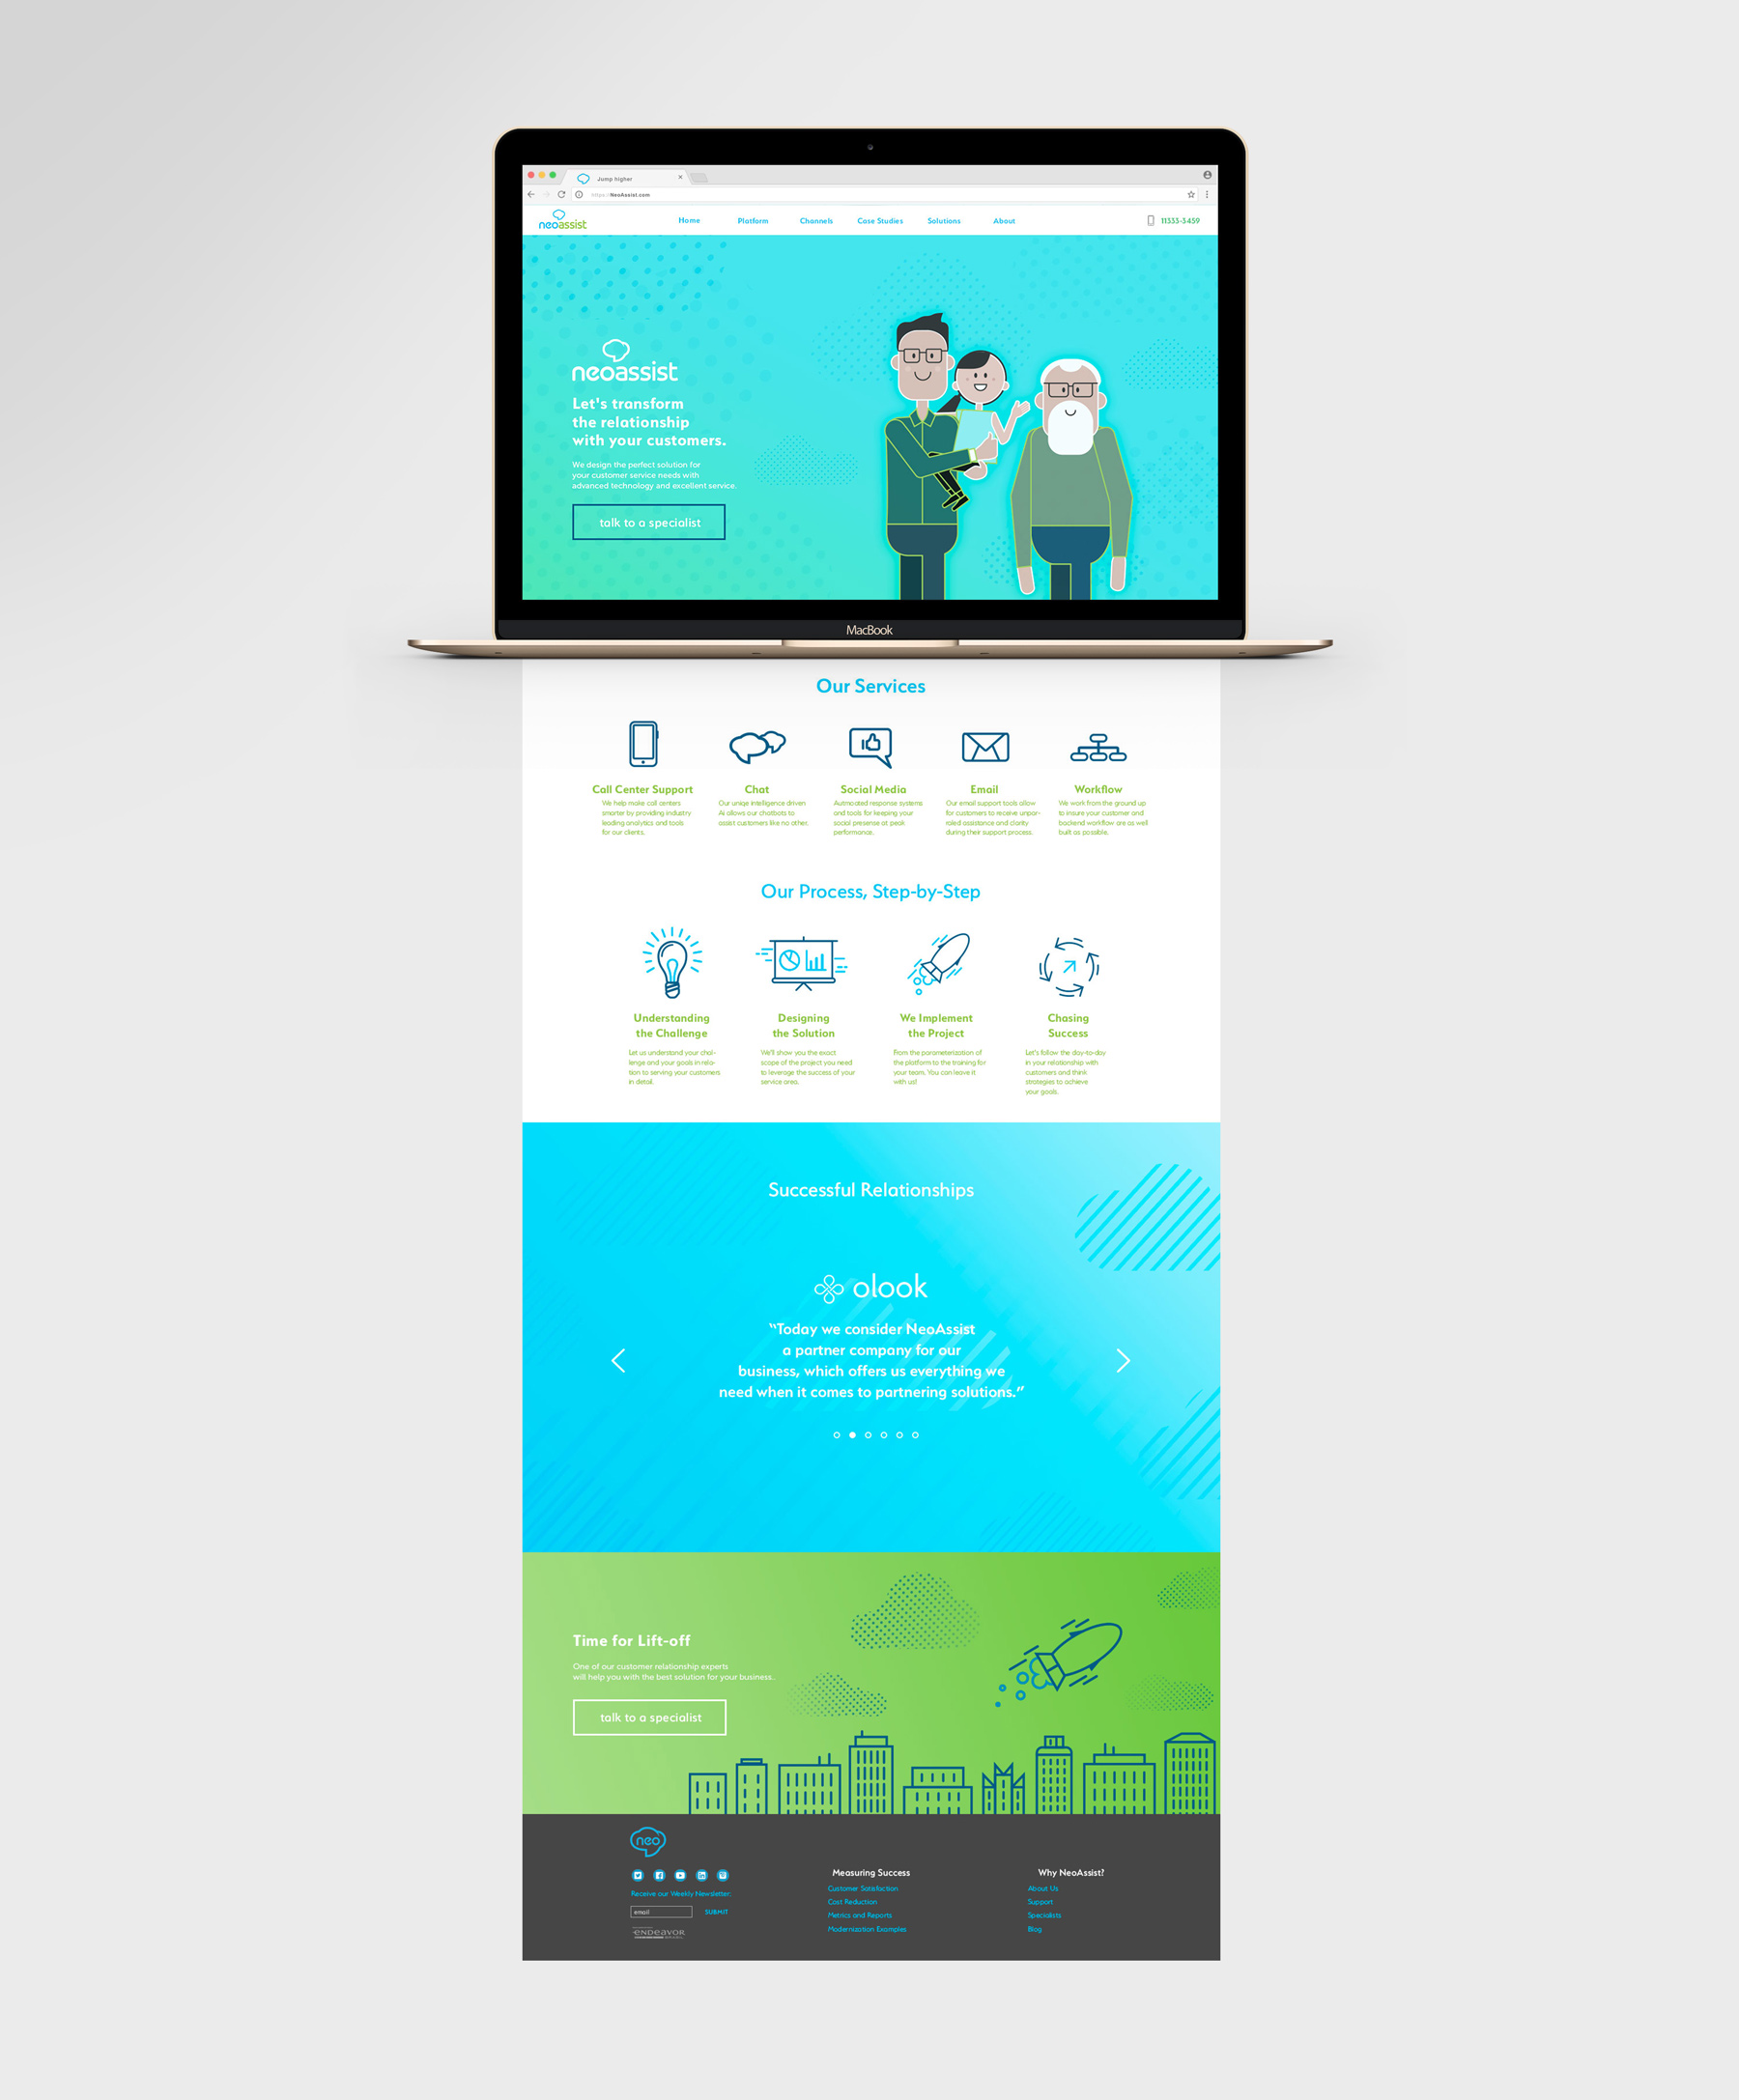 Jump higher
https://NeoAssist.com
neoassist
Home
Platform
Channels
Case Studies
Solutions
About
11333-3459
neoassist
Let's transform
the relationship
with your customers.
We design the perfect solution for
your customer service needs with
advanced technology and excellent service.
talk to a specialist
MacBook
Our Services
Call Center Support
We help make call centers
smarter by providing industry
leading analytics and tools
for our clients.
Chat
Our uniqe intelligence driven
Ai allows our chatbots to
assist customers like no other.
Social Media
Autmoated response systems
and tools for keeping your
social presense at peak
performance.
Email
Our email support tools allow
for customers to receive unpar-
raled assistance and clarity
during their support process.
Workflow
We work from the ground up
to insure your customer and
backend workflow are as well
built as possible.
Our Process, Step-by-Step
Understanding
the Challenge
Let us understand your chal-
lenge and your goals in rela-
tion to serving your customers
in detail.
Designing
the Solution
We'll show you the exact
scope of the project you need
to leverage the success of your
service area.
We Implement
the Project
From the parameterization of
the platform to the training for
your team. You can leave it
with us!
Chasing
Success
Let's follow the day-to-day
in your relationship with
customers and think
strategies to achieve
your goals.
Successful Relationships
olook
"Today we consider NeoAssist
a partner company for our
business, which offers us everything we
need when it comes to partnering solutions."
Time for Lift-off
One of our customer relationship experts
will help you with the best solution for your business..
talk to a specialist
neo
Receive our Weekly Newsletter:
email
SUBMIT
ENDEAVOR
Measuring Success
Customer Satisfaction
Cost Reduction
Metrics and Reports
Modernization Examples
Why NeoAssist?
About Us
Support
Specialists
Blog